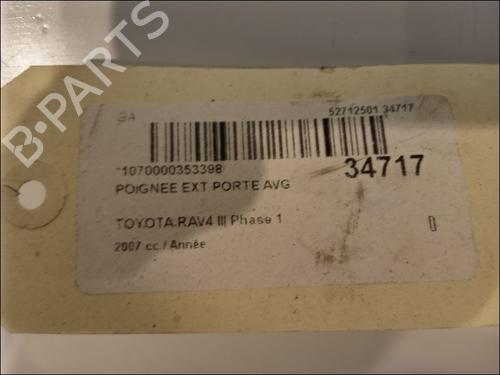 B-PARTS
GA
52712501 34717
*1070000353398
34717
POIGNEE EXT PORTE AVG
TOYOTA RAV4 III Phase 1
2007 cc / Année